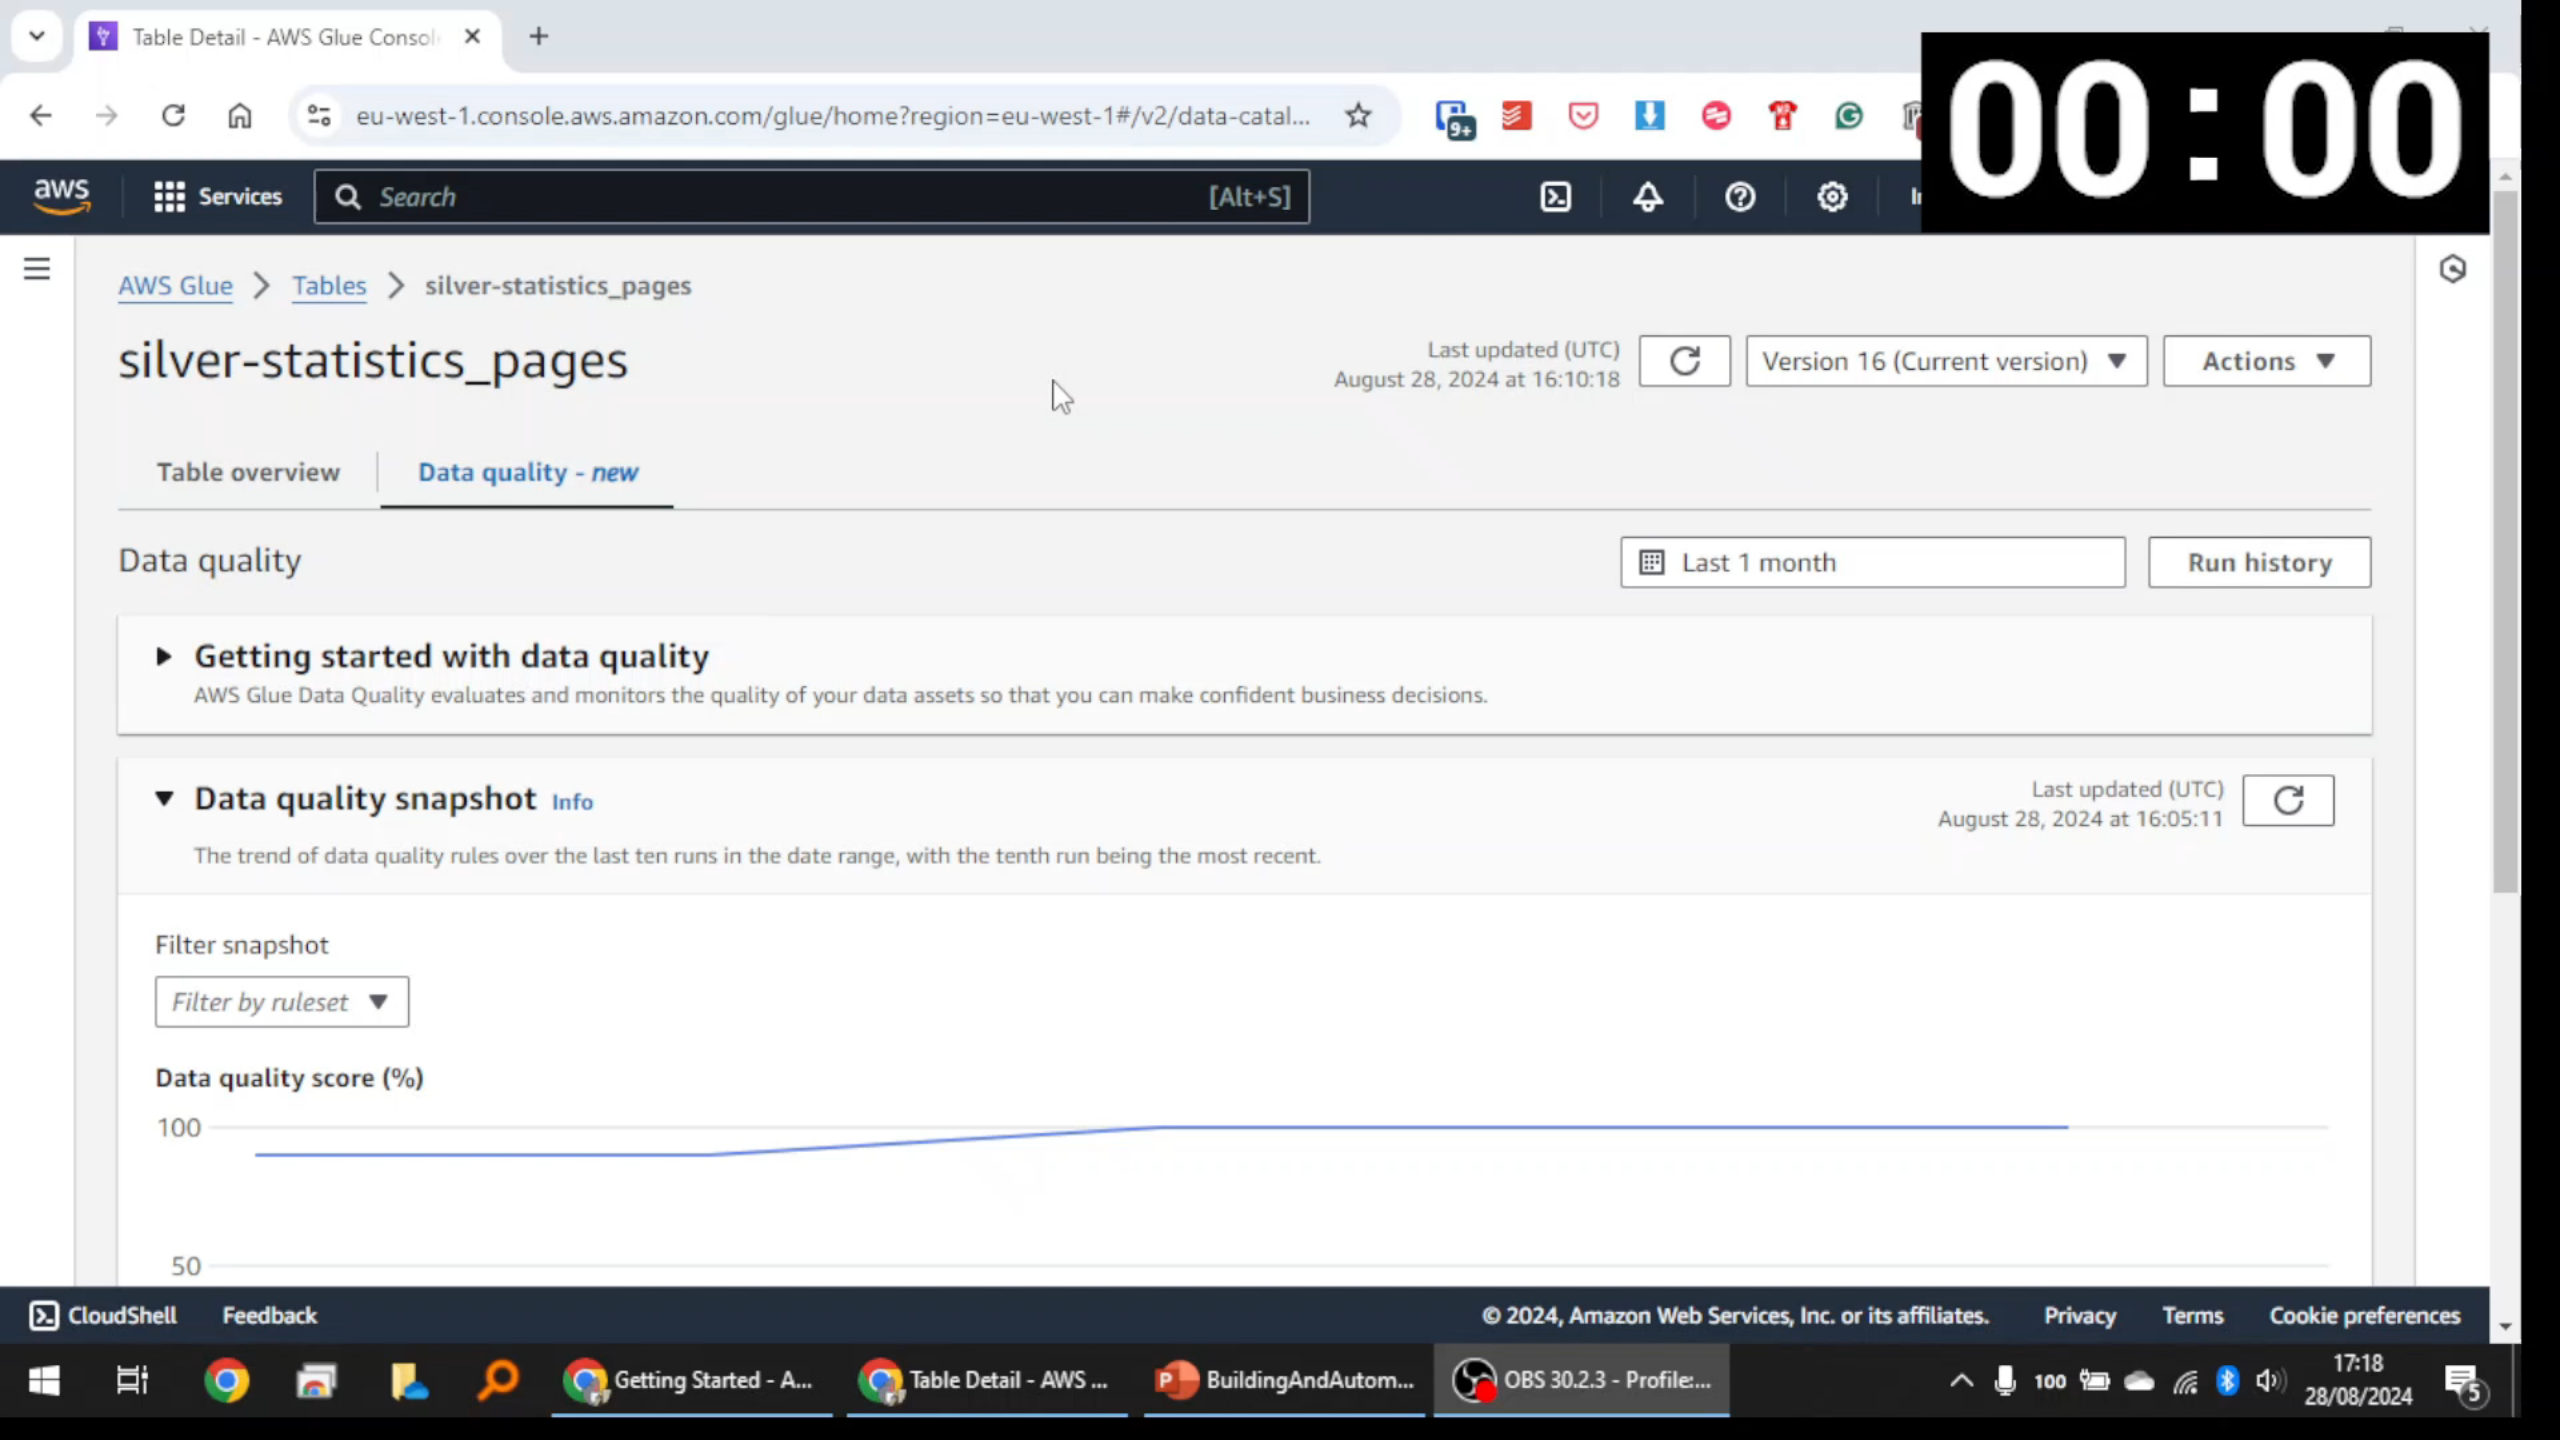 Table Detail - AWS Glue Consol
00:00
eu-west-1.console.aws.amazon.com/glue/home?region=eu-west-1#/v2/data-catal...
9+
aws
Services
Search
[Alt+S]
AWS Glue
Tables
silver-statistics_pages
silver-statistics_pages
Last updated (UTC)
August 28, 2024 at 16:10:18
Version 16 (Current version)
Actions
Table overview
Data quality - new
Data quality
Last 1 month
Run history
Getting started with data quality
AWS Glue Data Quality evaluates and monitors the quality of your data assets so that you can make confident business decisions.
Data quality snapshot Info
Last updated (UTC)
August 28, 2024 at 16:05:11
The trend of data quality rules over the last ten runs in the date range, with the tenth run being the most recent.
Filter snapshot
Filter by ruleset
Data quality score (%)
100
50
CloudShell
Feedback
© 2024, Amazon Web Services, Inc. or its affiliates.
Privacy
Terms
Cookie preferences
Getting Started - A...
Table Detail - AWS ...
BuildingAndAutom...
OBS 30.2.3 - Profile:...
100
17:18
28/08/2024
5